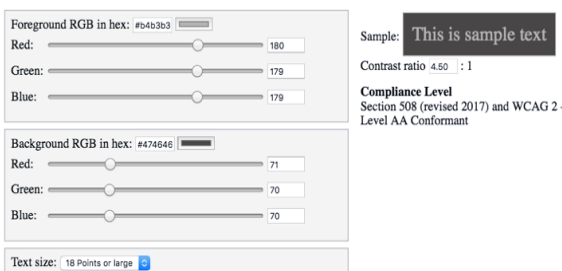 Foreground RGB in hex: #b4b3b3
Red: 180
Green: 179
Blue: 179
Background RGB in hex: #474646
Red: 71
Green: 70
Blue: 70
Text size: 18 Points or large
Sample: This is sample text
Contrast ratio 4.50 : 1
Compliance Level
Section 508 (revised 2017) and WCAG 2
Level AA Conformant